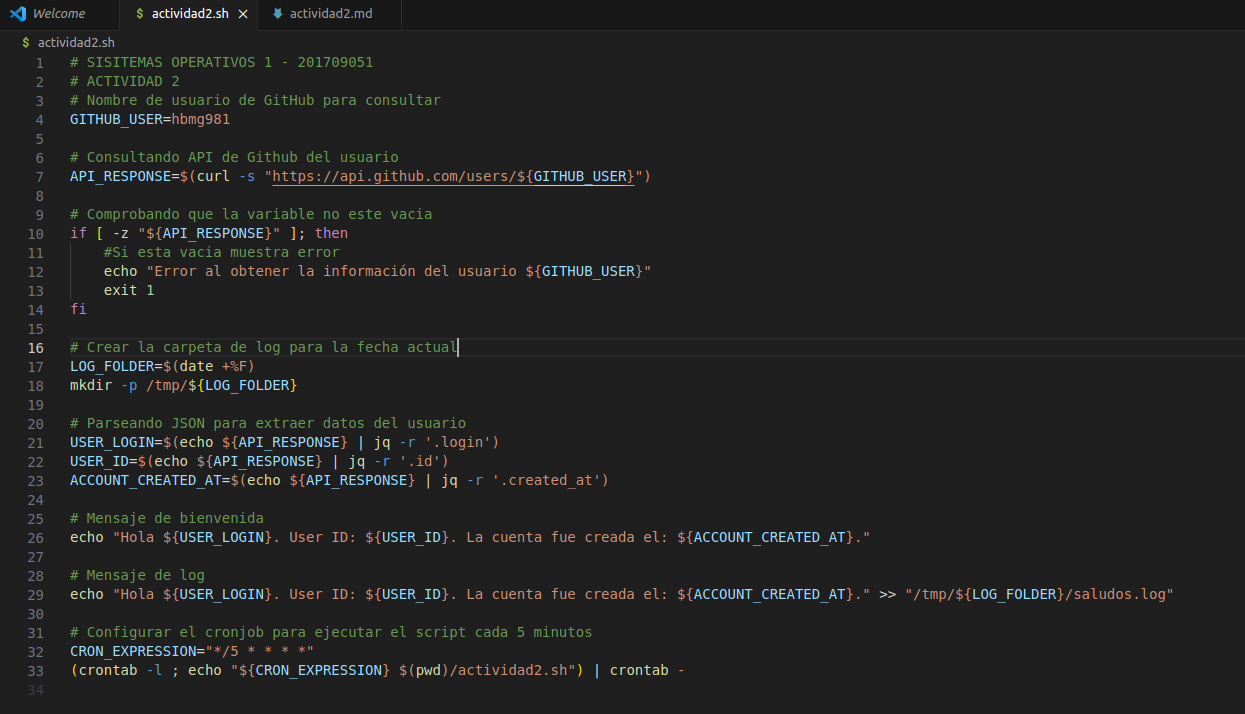 Welcome
$ actividad2.sh ×
actividad2.md
$ actividad2.sh
1 # SISITEMAS OPERATIVOS 1 - 201709051
2 # ACTIVIDAD 2
3 # Nombre de usuario de GitHub para consultar
4 GITHUB_USER=hbmg981
5
6 # Consultando API de Github del usuario
7 API_RESPONSE=$(curl -s "https://api.github.com/users/${GITHUB_USER}")
8
9 # Comprobando que la variable no este vacia
10 if [ -z "${API_RESPONSE}" ]; then
11     #Si esta vacia muestra error
12     echo "Error al obtener la información del usuario ${GITHUB_USER}"
13     exit 1
14 fi
15
16 # Crear la carpeta de log para la fecha actual
17 LOG_FOLDER=$(date +%F)
18 mkdir -p /tmp/${LOG_FOLDER}
19
20 # Parseando JSON para extraer datos del usuario
21 USER_LOGIN=$(echo ${API_RESPONSE} | jq -r '.login')
22 USER_ID=$(echo ${API_RESPONSE} | jq -r '.id')
23 ACCOUNT_CREATED_AT=$(echo ${API_RESPONSE} | jq -r '.created_at')
24
25 # Mensaje de bienvenida
26 echo "Hola ${USER_LOGIN}. User ID: ${USER_ID}. La cuenta fue creada el: ${ACCOUNT_CREATED_AT}."
27
28 # Mensaje de log
29 echo "Hola ${USER_LOGIN}. User ID: ${USER_ID}. La cuenta fue creada el: ${ACCOUNT_CREATED_AT}." >> "/tmp/${LOG_FOLDER}/saludos.log"
30
31 # Configurar el cronjob para ejecutar el script cada 5 minutos
32 CRON_EXPRESSION="*/5 * * * *"
33 (crontab -l ; echo "${CRON_EXPRESSION} $(pwd)/actividad2.sh") | crontab -
34